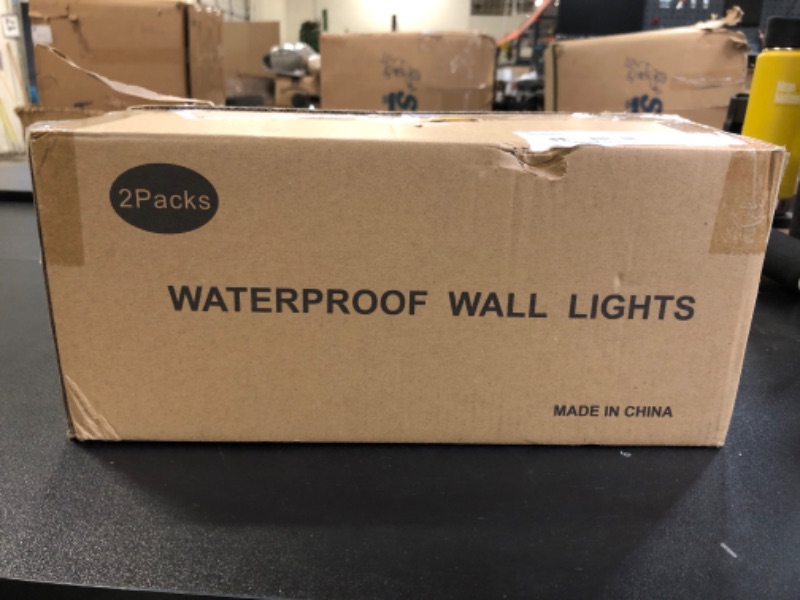 2Packs
WATERPROOF WALL LIGHTS
MADE IN CHINA